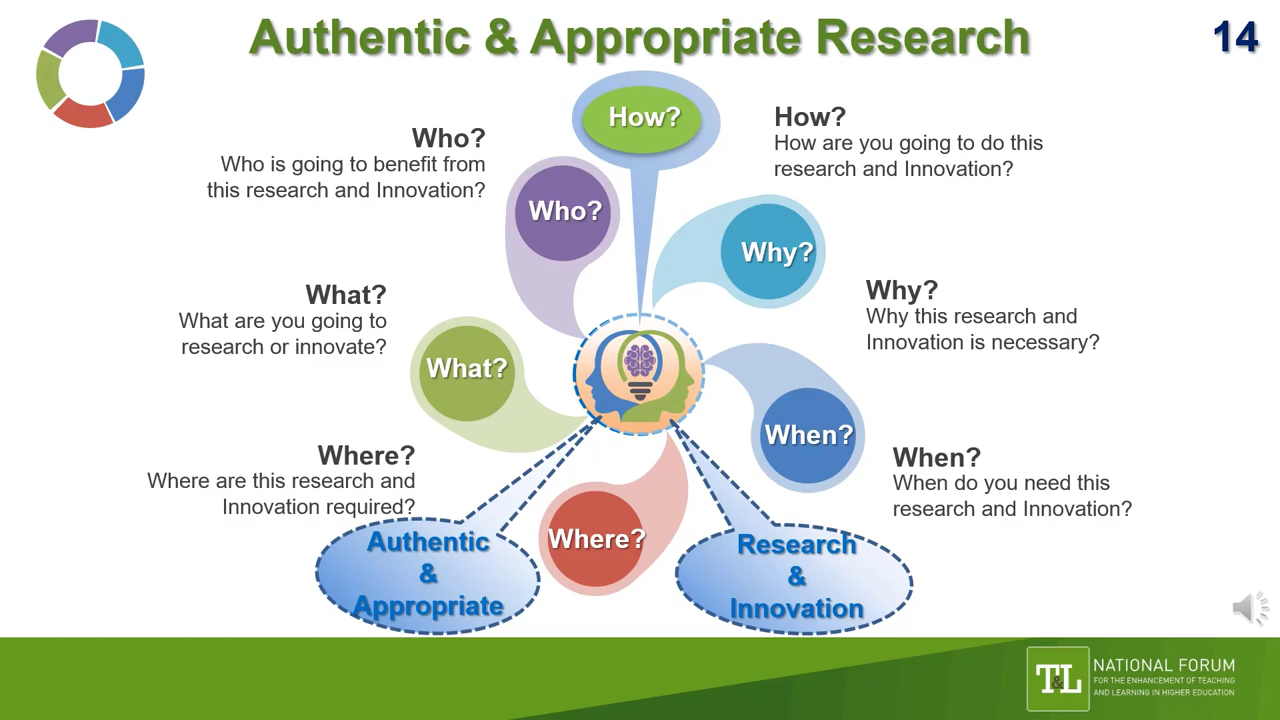 Authentic & Appropriate Research
14
How?
How?
How are you going to do this
research and Innovation?
Who?
Who is going to benefit from
this research and Innovation?
Who?
Why?
Why?
Why this research and
Innovation is necessary?
What?
What are you going to
research or innovate?
What?
When?
When?
When do you need this
research and Innovation?
Where?
Where are this research and
Innovation required?
Where?
Authentic
&
Appropriate
Research
&
Innovation
T&L
NATIONAL FORUM
FOR THE ENHANCEMENT OF TEACHING
AND LEARNING IN HIGHER EDUCATION